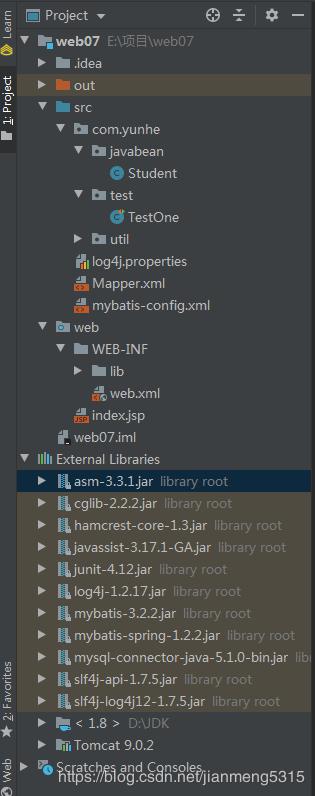 Project
web07 E:\项目\web07
.idea
out
src
com.yunhe
javabean
Student
test
TestOne
util
log4j.properties
Mapper.xml
mybatis-config.xml
web
WEB-INF
lib
web.xml
index.jsp
web07.iml
External Libraries
asm-3.3.1.jar library root
cglib-2.2.2.jar library root
hamcrest-core-1.3.jar library root
javassist-3.17.1-GA.jar library root
junit-4.12.jar library root
log4j-1.2.17.jar library root
mybatis-3.2.2.jar library root
mybatis-spring-1.2.2.jar library root
mysql-connector-java-5.1.0-bin.jar library root
slf4j-api-1.7.5.jar library root
slf4j-log4j12-1.7.5.jar library root
< 1.8 > D:\JDK
Tomcat 9.0.2
Scratches and Consoles
Learn
1: Project
2: Favorites
Web
https://blog.csdn.net/jianmeng5315